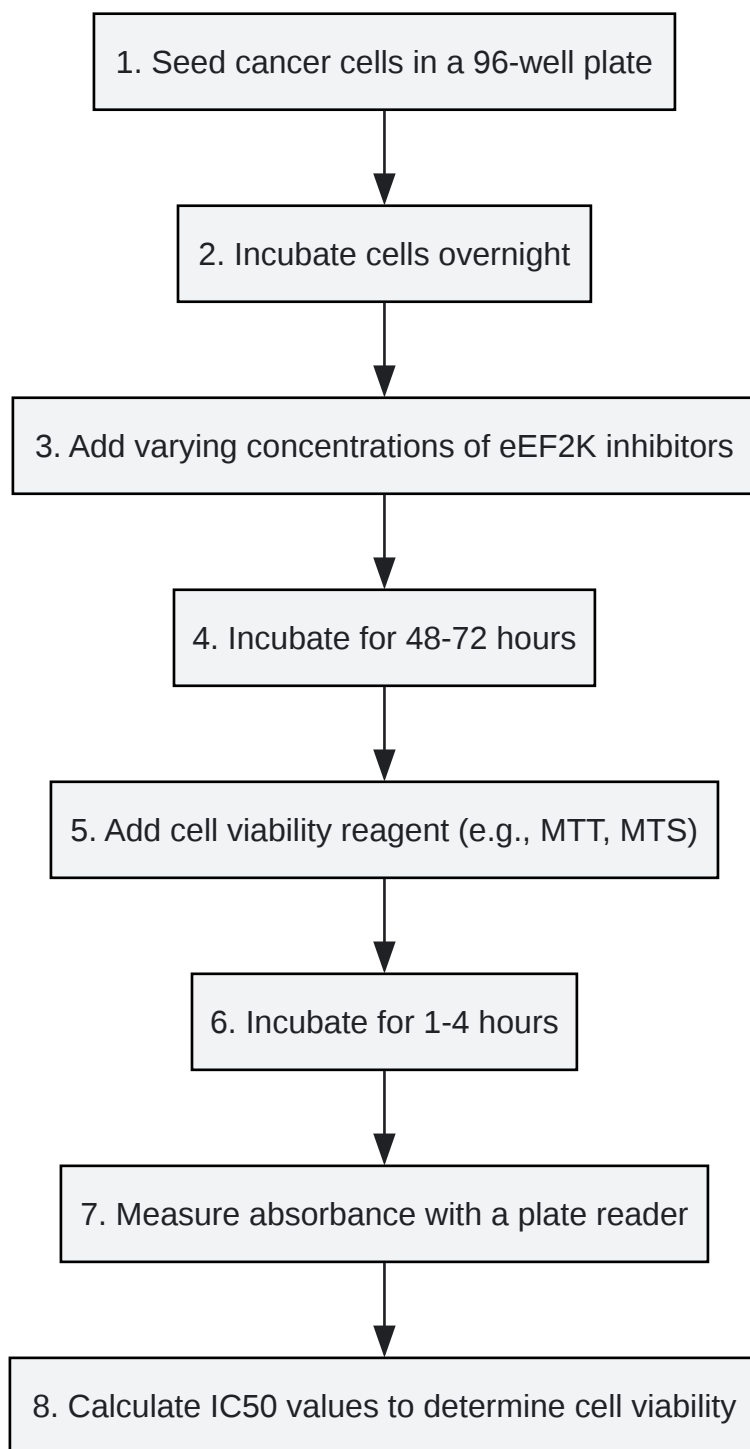 1. Seed cancer cells in a 96-well plate
2. Incubate cells overnight
3. Add varying concentrations of eEF2K inhibitors
4. Incubate for 48-72 hours
5. Add cell viability reagent (e.g., MTT, MTS)
6. Incubate for 1-4 hours
7. Measure absorbance with a plate reader
8. Calculate IC50 values to determine cell viability